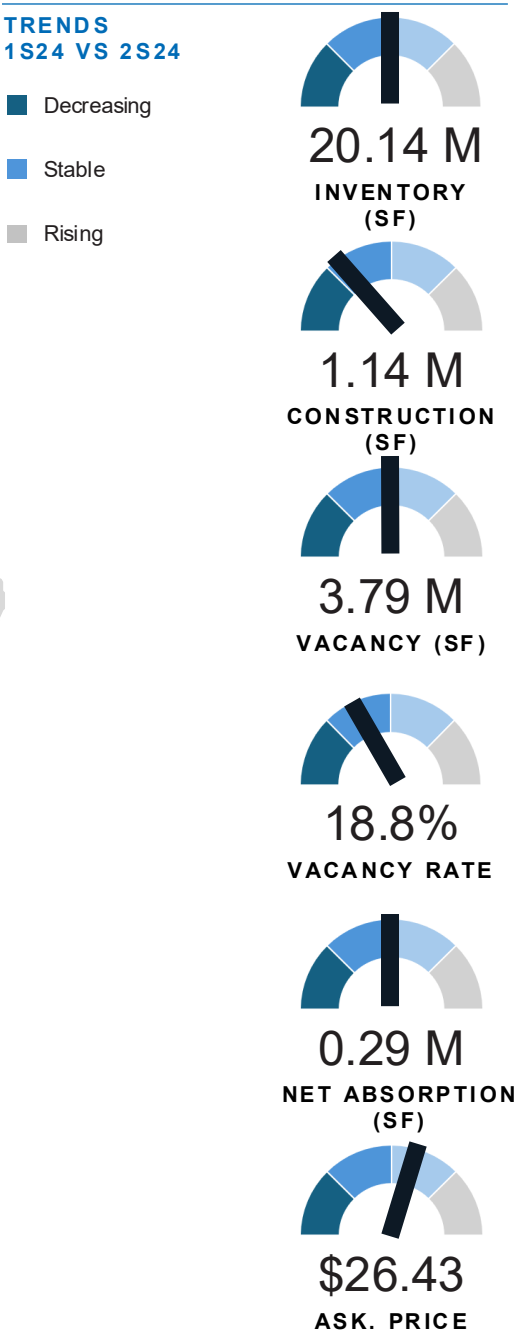 TRENDS
1S24 VS 2S24
Decreasing
Stable
Rising
20.14 M
INVENTORY
(SF)
1.14 M
CONSTRUCTION
(SF)
3.79 M
VACANCY (SF)
18.8%
VACANCY RATE
0.29 M
NET ABSORPTION
(SF)
$26.43
ASK. PRICE